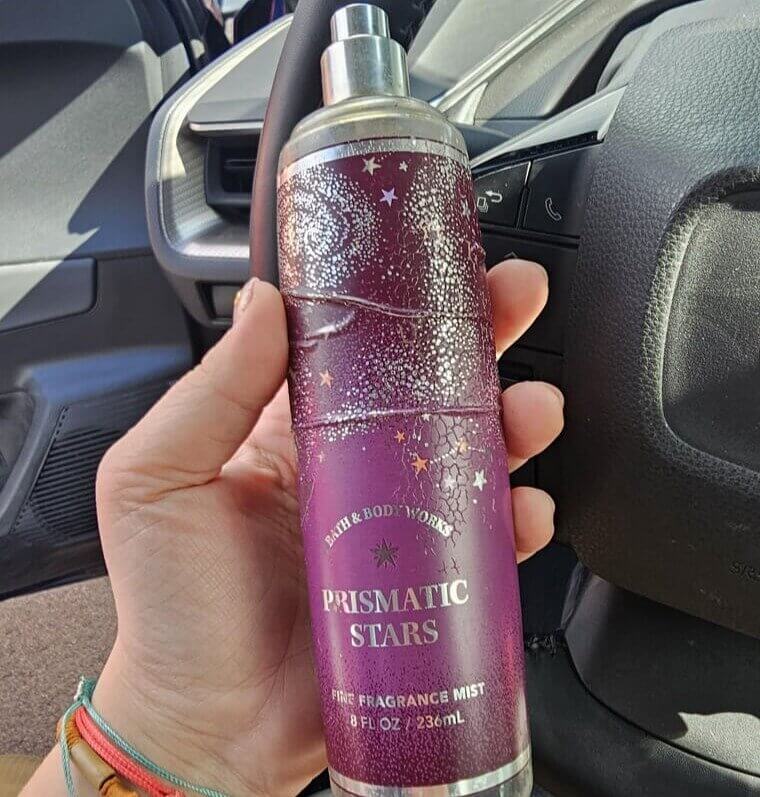 BATH & BODY WORKS
PRISMATIC
STARS
FINE FRAGRANCE MIST
8 FL OZ / 236mL